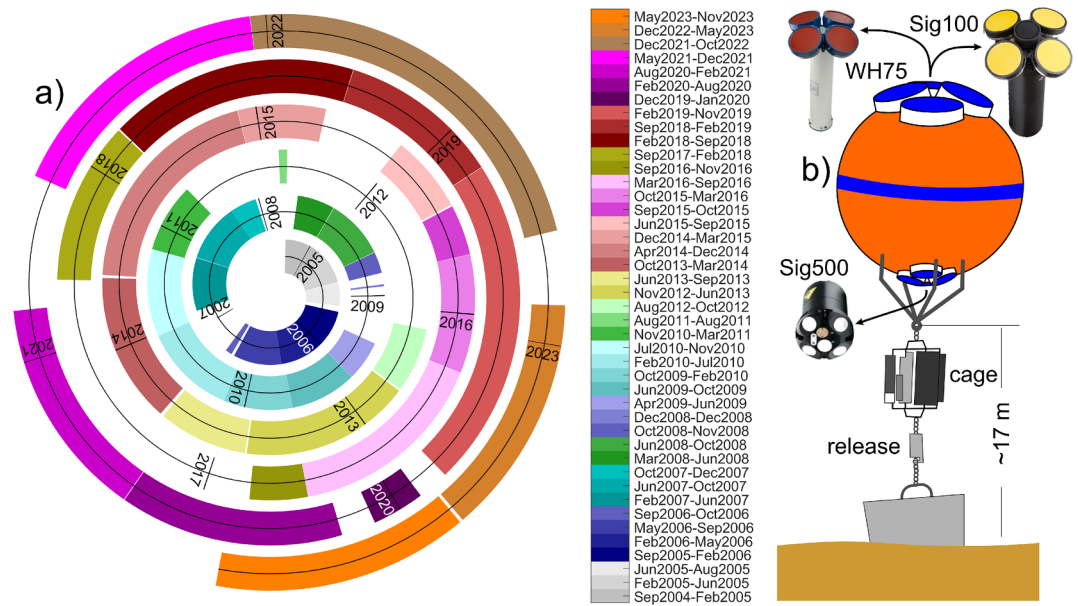 a)
2022
2015
2019
2018
2012
2008
2011
2005
2009
2007
2006
2016
2014
2023
2021
2010
2013
2017
2020
May2023-Nov2023
Dec2022-May2023
Dec2021-Oct2022
May2021-Dec2021
Aug2020-Feb2021
Feb2020-Aug2020
Dec2019-Jan2020
Feb2019-Nov2019
Sep2018-Feb2019
Feb2018-Sep2018
Sep2017-Feb2018
Sep2016-Nov2016
Mar2016-Sep2016
Oct2015-Mar2016
Sep2015-Oct2015
Jun2015-Sep2015
Dec2014-Mar2015
Apr2014-Dec2014
Oct2013-Mar2014
Jun2013-Sep2013
Nov2012-Jun2013
Aug2012-Oct2012
Aug2011-Aug2011
Nov2010-Mar2011
Jul2010-Nov2010
Feb2010-Jul2010
Oct2009-Feb2010
Jun2009-Oct2009
Apr2009-Jun2009
Dec2008-Dec2008
Oct2008-Nov2008
Jun2008-Oct2008
Mar2008-Jun2008
Oct2007-Dec2007
Jun2007-Oct2007
Feb2007-Jun2007
Sep2006-Oct2006
May2006-Sep2006
Feb2006-May2006
Sep2005-Feb2006
Jun2005-Aug2005
Feb2005-Jun2005
Sep2004-Feb2005
Sig100
WH75
b)
Sig500
cage
release
~17 m